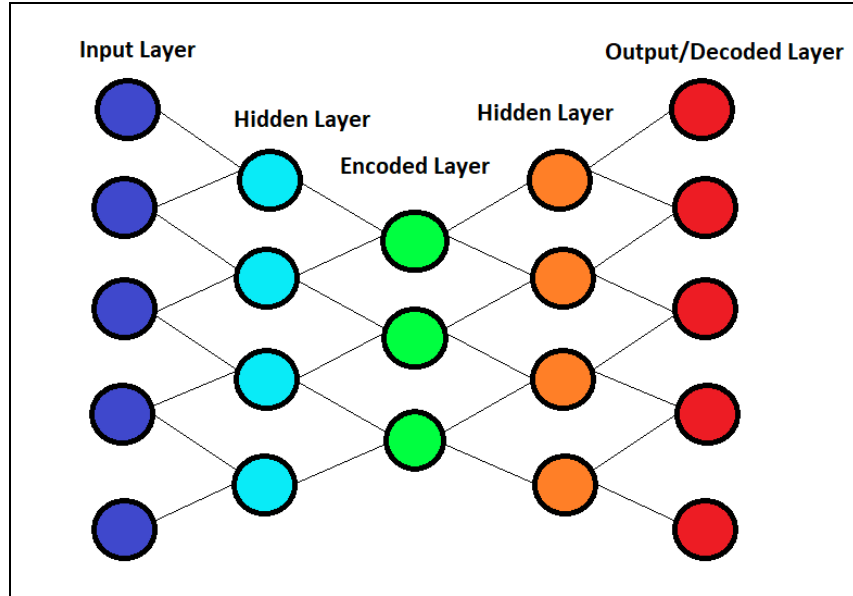 Input Layer
Output/Decoded Layer
Hidden Layer
Hidden Layer
Encoded Layer